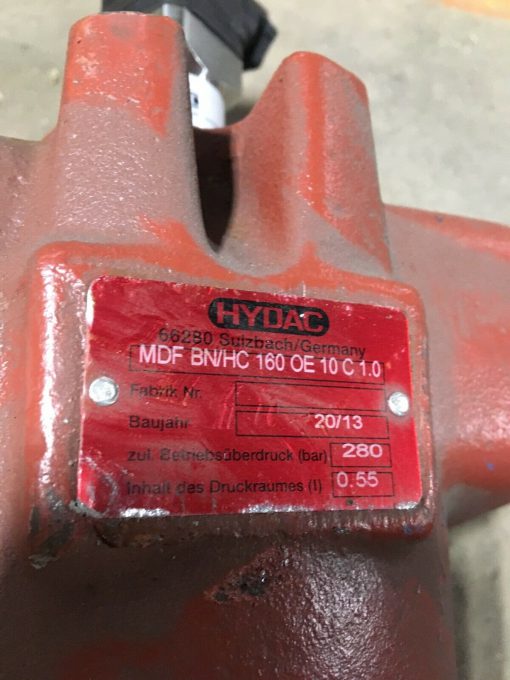 HYDAC
66280 Sulzbach/Germany
MDF BN/HC 160 OE 10 C 1.0
Fabrik Nr.
Baujahr 20/13
zul. Betriebsüberdruck (bar) 280
Inhalt des Druckraumes (l) 0.55